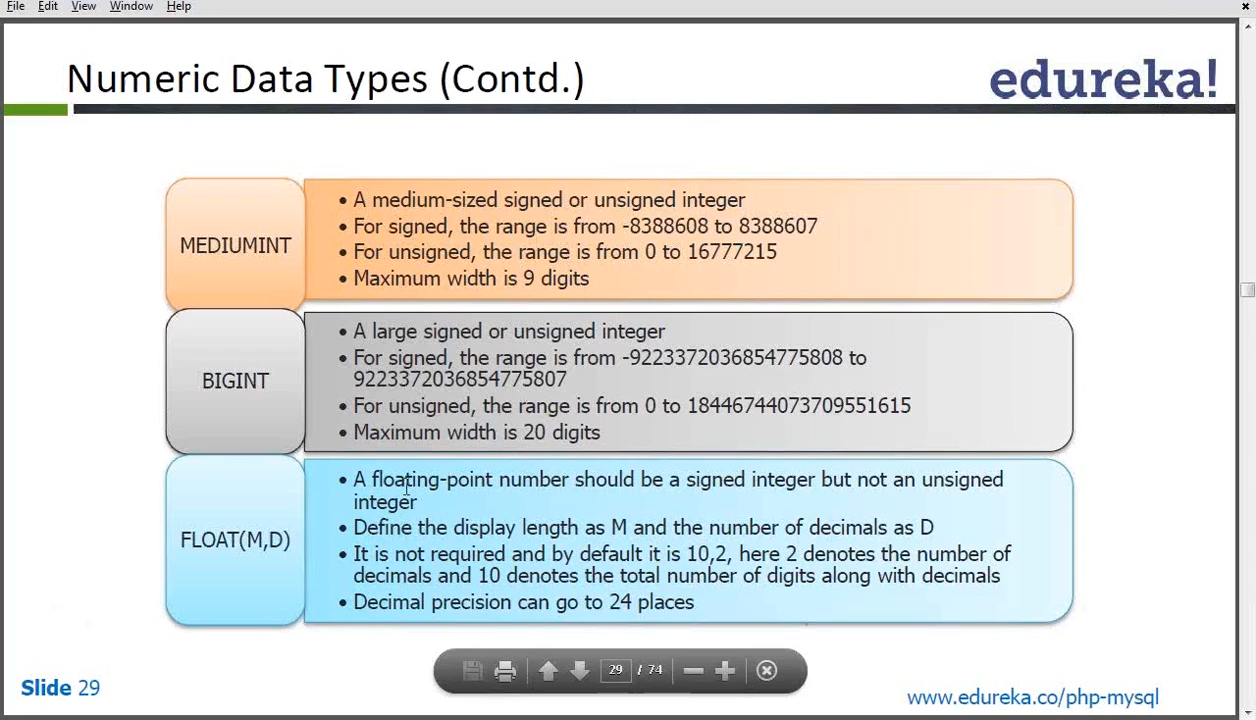 File Edit View Window Help
Numeric Data Types (Contd.)
edureka!
MEDIUMINT
• A medium-sized signed or unsigned integer
• For signed, the range is from -8388608 to 8388607
• For unsigned, the range is from 0 to 16777215
• Maximum width is 9 digits
BIGINT
• A large signed or unsigned integer
• For signed, the range is from -9223372036854775808 to
9223372036854775807
• For unsigned, the range is from 0 to 18446744073709551615
• Maximum width is 20 digits
FLOAT(M,D)
• A floating-point number should be a signed integer but not an unsigned
integer
• Define the display length as M and the number of decimals as D
• It is not required and by default it is 10,2, here 2 denotes the number of
decimals and 10 denotes the total number of digits along with decimals
• Decimal precision can go to 24 places
29 / 74
Slide 29
www.edureka.co/php-mysql